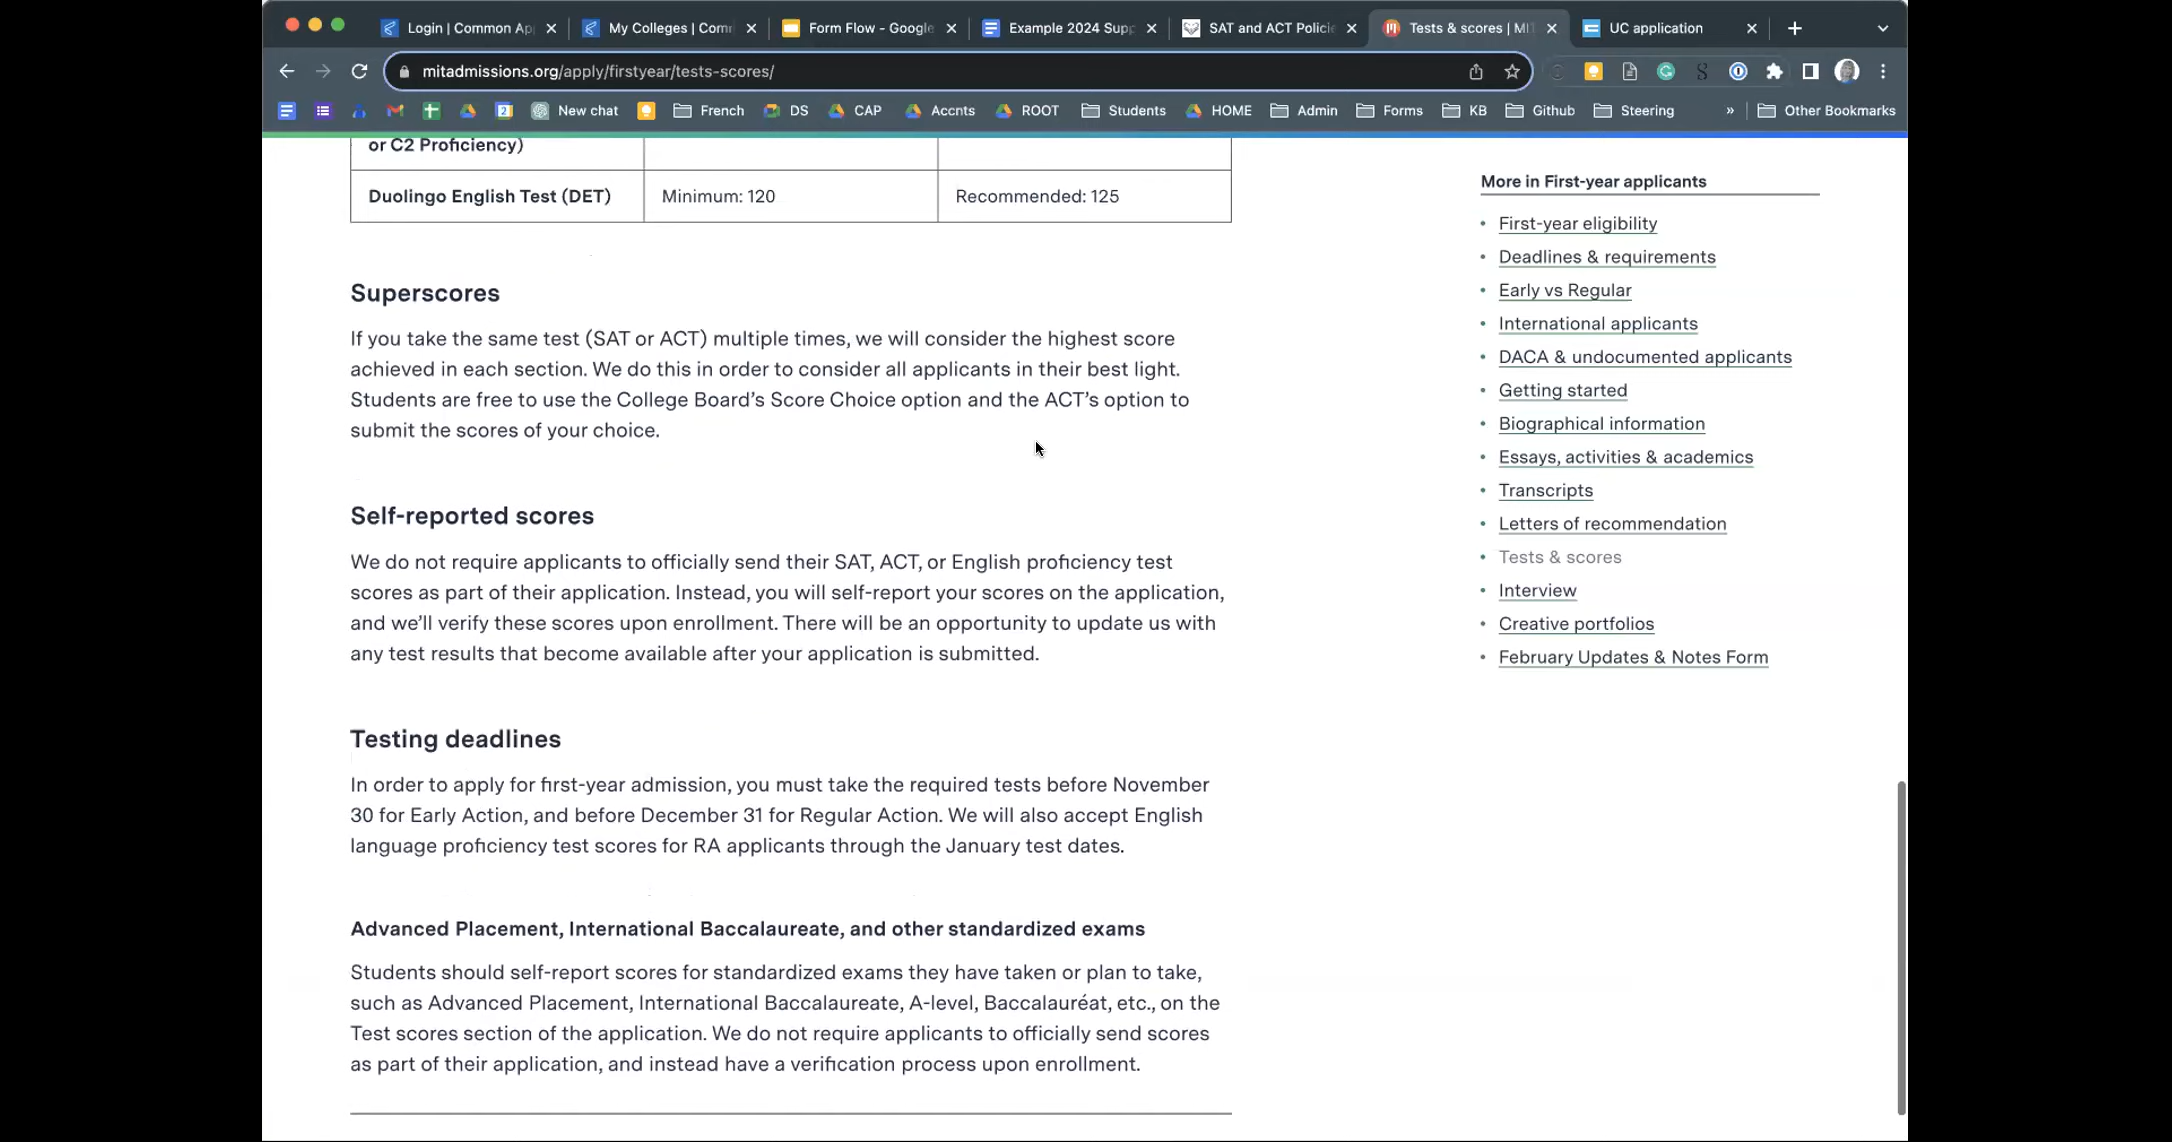 Login | Common Ap
My Colleges | Com
Form Flow - Google
Example 2024 Supp
SAT and ACT Policie
Tests & scores | MI
UC application
mitadmissions.org/apply/firstyear/tests-scores/
New chat
French
DS
CAP
Accnts
ROOT
Students
HOME
Admin
Forms
KB
Github
Steering
»
Other Bookmarks
or C2 Proficiency)
Duolingo English Test (DET) Minimum: 120 Recommended: 125
Superscores
If you take the same test (SAT or ACT) multiple times, we will consider the highest score
achieved in each section. We do this in order to consider all applicants in their best light.
Students are free to use the College Board’s Score Choice option and the ACT’s option to
submit the scores of your choice.
Self-reported scores
We do not require applicants to officially send their SAT, ACT, or English proficiency test
scores as part of their application. Instead, you will self-report your scores on the application,
and we’ll verify these scores upon enrollment. There will be an opportunity to update us with
any test results that become available after your application is submitted.
Testing deadlines
In order to apply for first-year admission, you must take the required tests before November
30 for Early Action, and before December 31 for Regular Action. We will also accept English
language proficiency test scores for RA applicants through the January test dates.
Advanced Placement, International Baccalaureate, and other standardized exams
Students should self-report scores for standardized exams they have taken or plan to take,
such as Advanced Placement, International Baccalaureate, A-level, Baccalauréat, etc., on the
Test scores section of the application. We do not require applicants to officially send scores
as part of their application, and instead have a verification process upon enrollment.
More in First-year applicants
• First-year eligibility
• Deadlines & requirements
• Early vs Regular
• International applicants
• DACA & undocumented applicants
• Getting started
• Biographical information
• Essays, activities & academics
• Transcripts
• Letters of recommendation
• Tests & scores
• Interview
• Creative portfolios
• February Updates & Notes Form